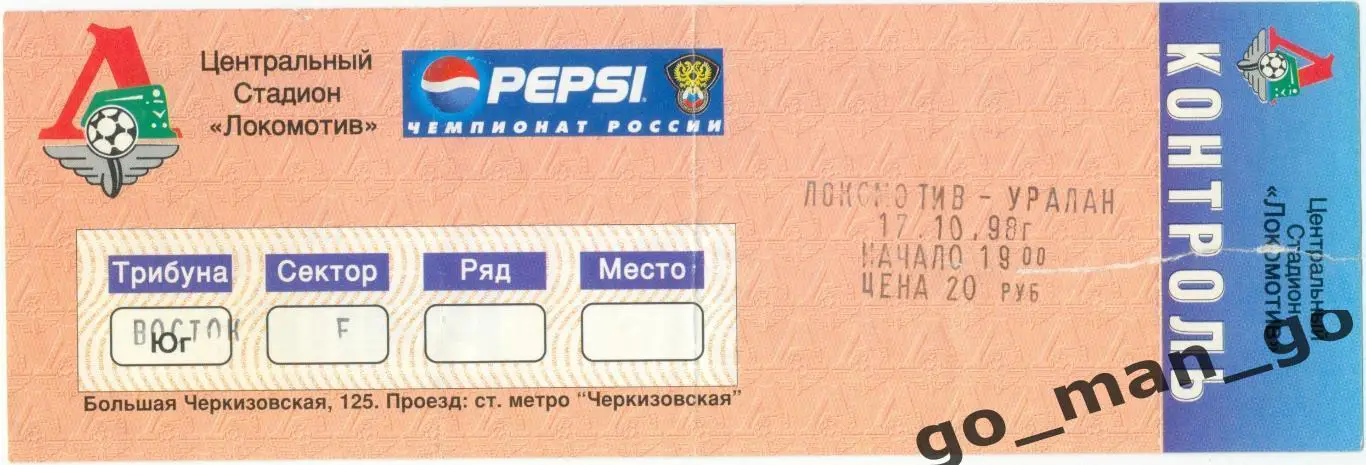 Центральный
Стадион
«Локомотив»
PEPSI
ЧЕМПИОНАТ РОССИИ
ЛОКОМОТИВ - УРАЛАН
17.10.98г
НАЧАЛО 19 00
ЦЕНА 20 РУБ
Трибуна Сектор Ряд Место
ВОСТОК F
Юг
Большая Черкизовская, 125. Проезд: ст. метро "Черкизовская"
КОНТРОЛЬ
Центральный
Стадион
«Локомотив»
go_man_go